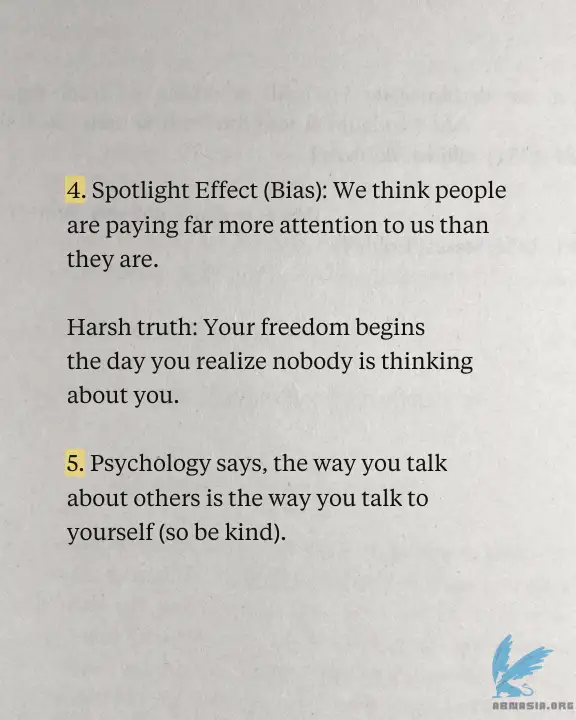 4. Spotlight Effect (Bias): We think people
are paying far more attention to us than
they are.
Harsh truth: Your freedom begins
the day you realize nobody is thinking
about you.
5. Psychology says, the way you talk
about others is the way you talk to
yourself (so be kind).
ABMASIA.ORG